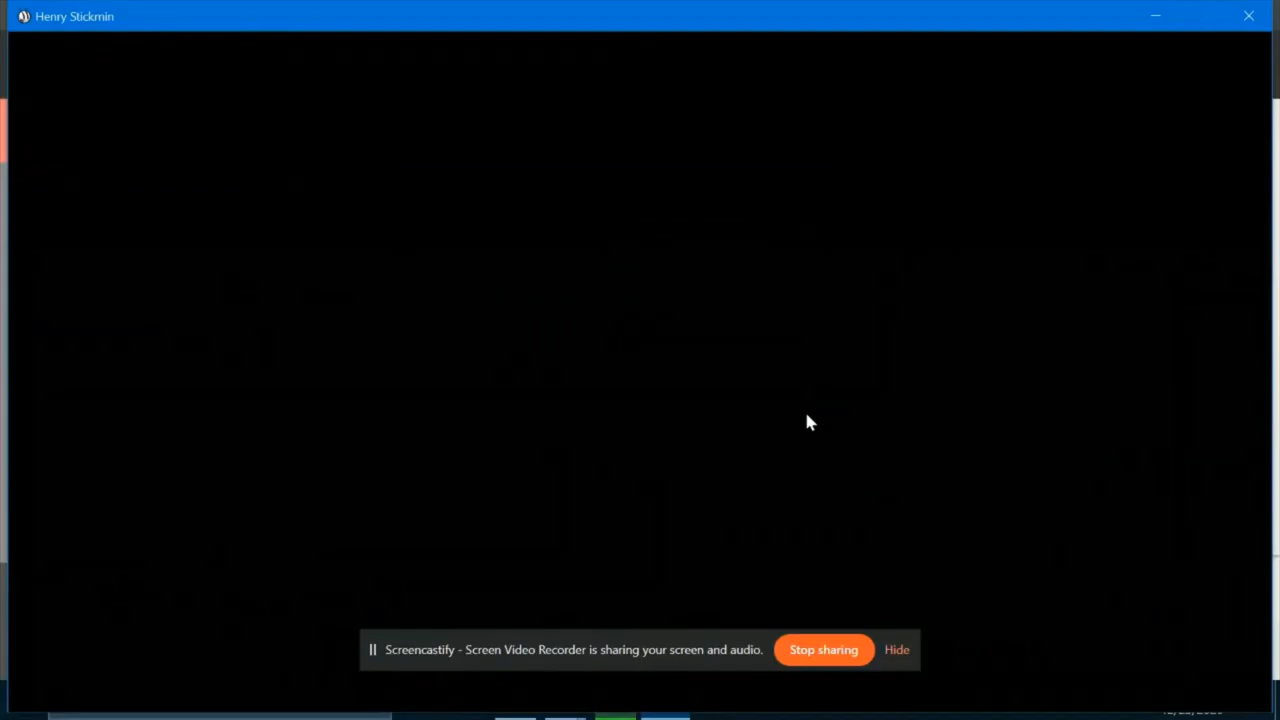 Henry Stickmin
Screencastify - Screen Video Recorder is sharing your screen and audio.
Stop sharing
Hide